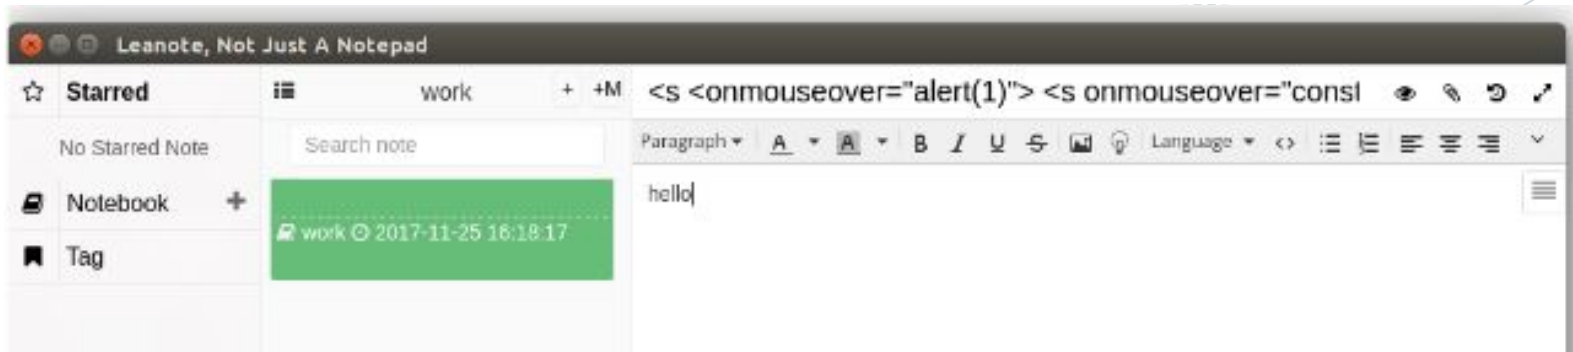 Leanote, Not Just A Notepad
Starred
work
+ +M
<s <onmouseover="alert(1)"> <s onmouseover="const
No Starred Note
Search note
Paragraph A A B I U S Language <>
Notebook +
work 2017-11-25 16:18:17
hello
Tag